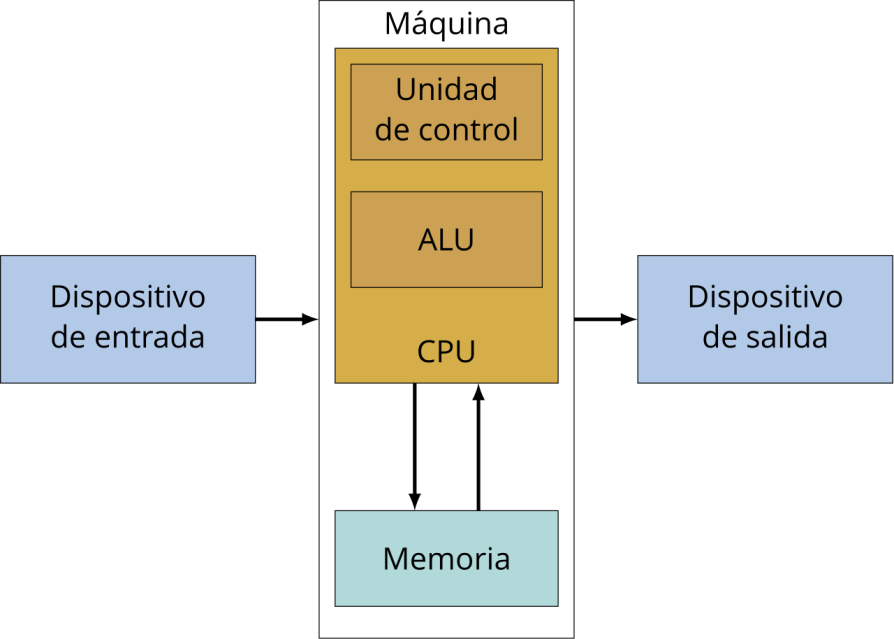 Máquina
Unidad
de control
ALU
CPU
Dispositivo
de entrada
Dispositivo
de salida
Memoria